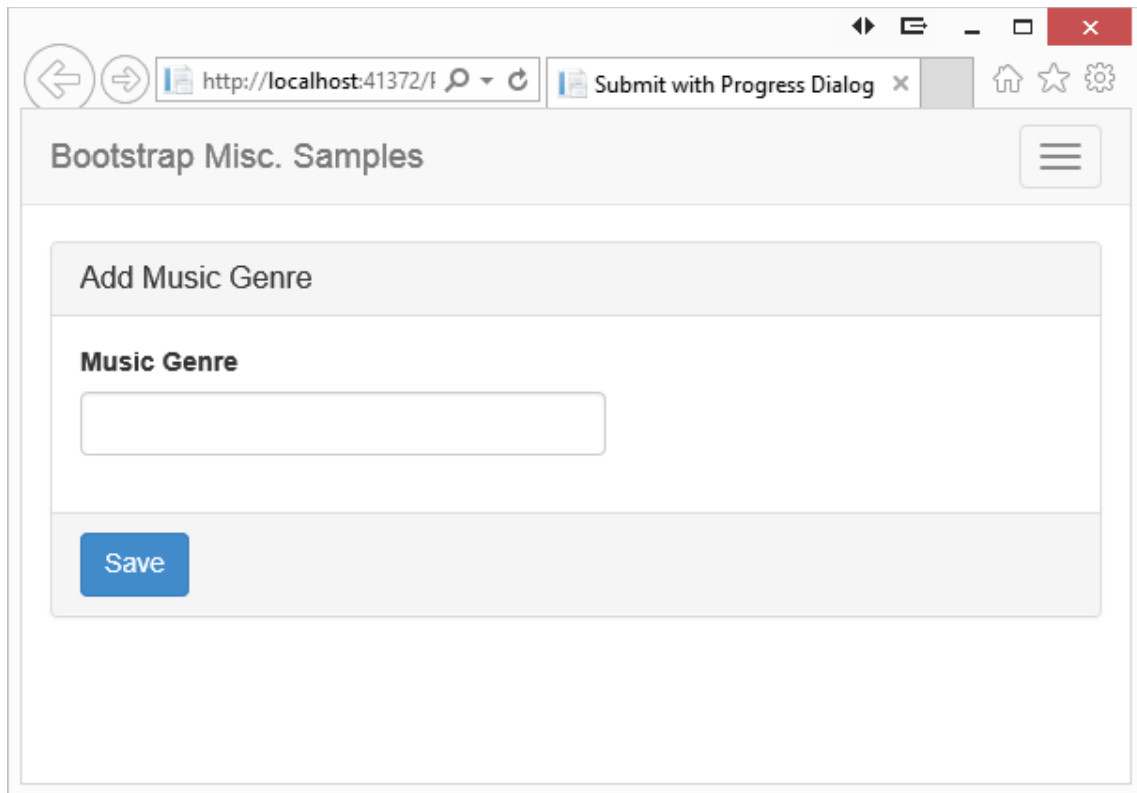 http://localhost:41372/
Submit with Progress Dialog
Bootstrap Misc. Samples
Add Music Genre
Music Genre
Save